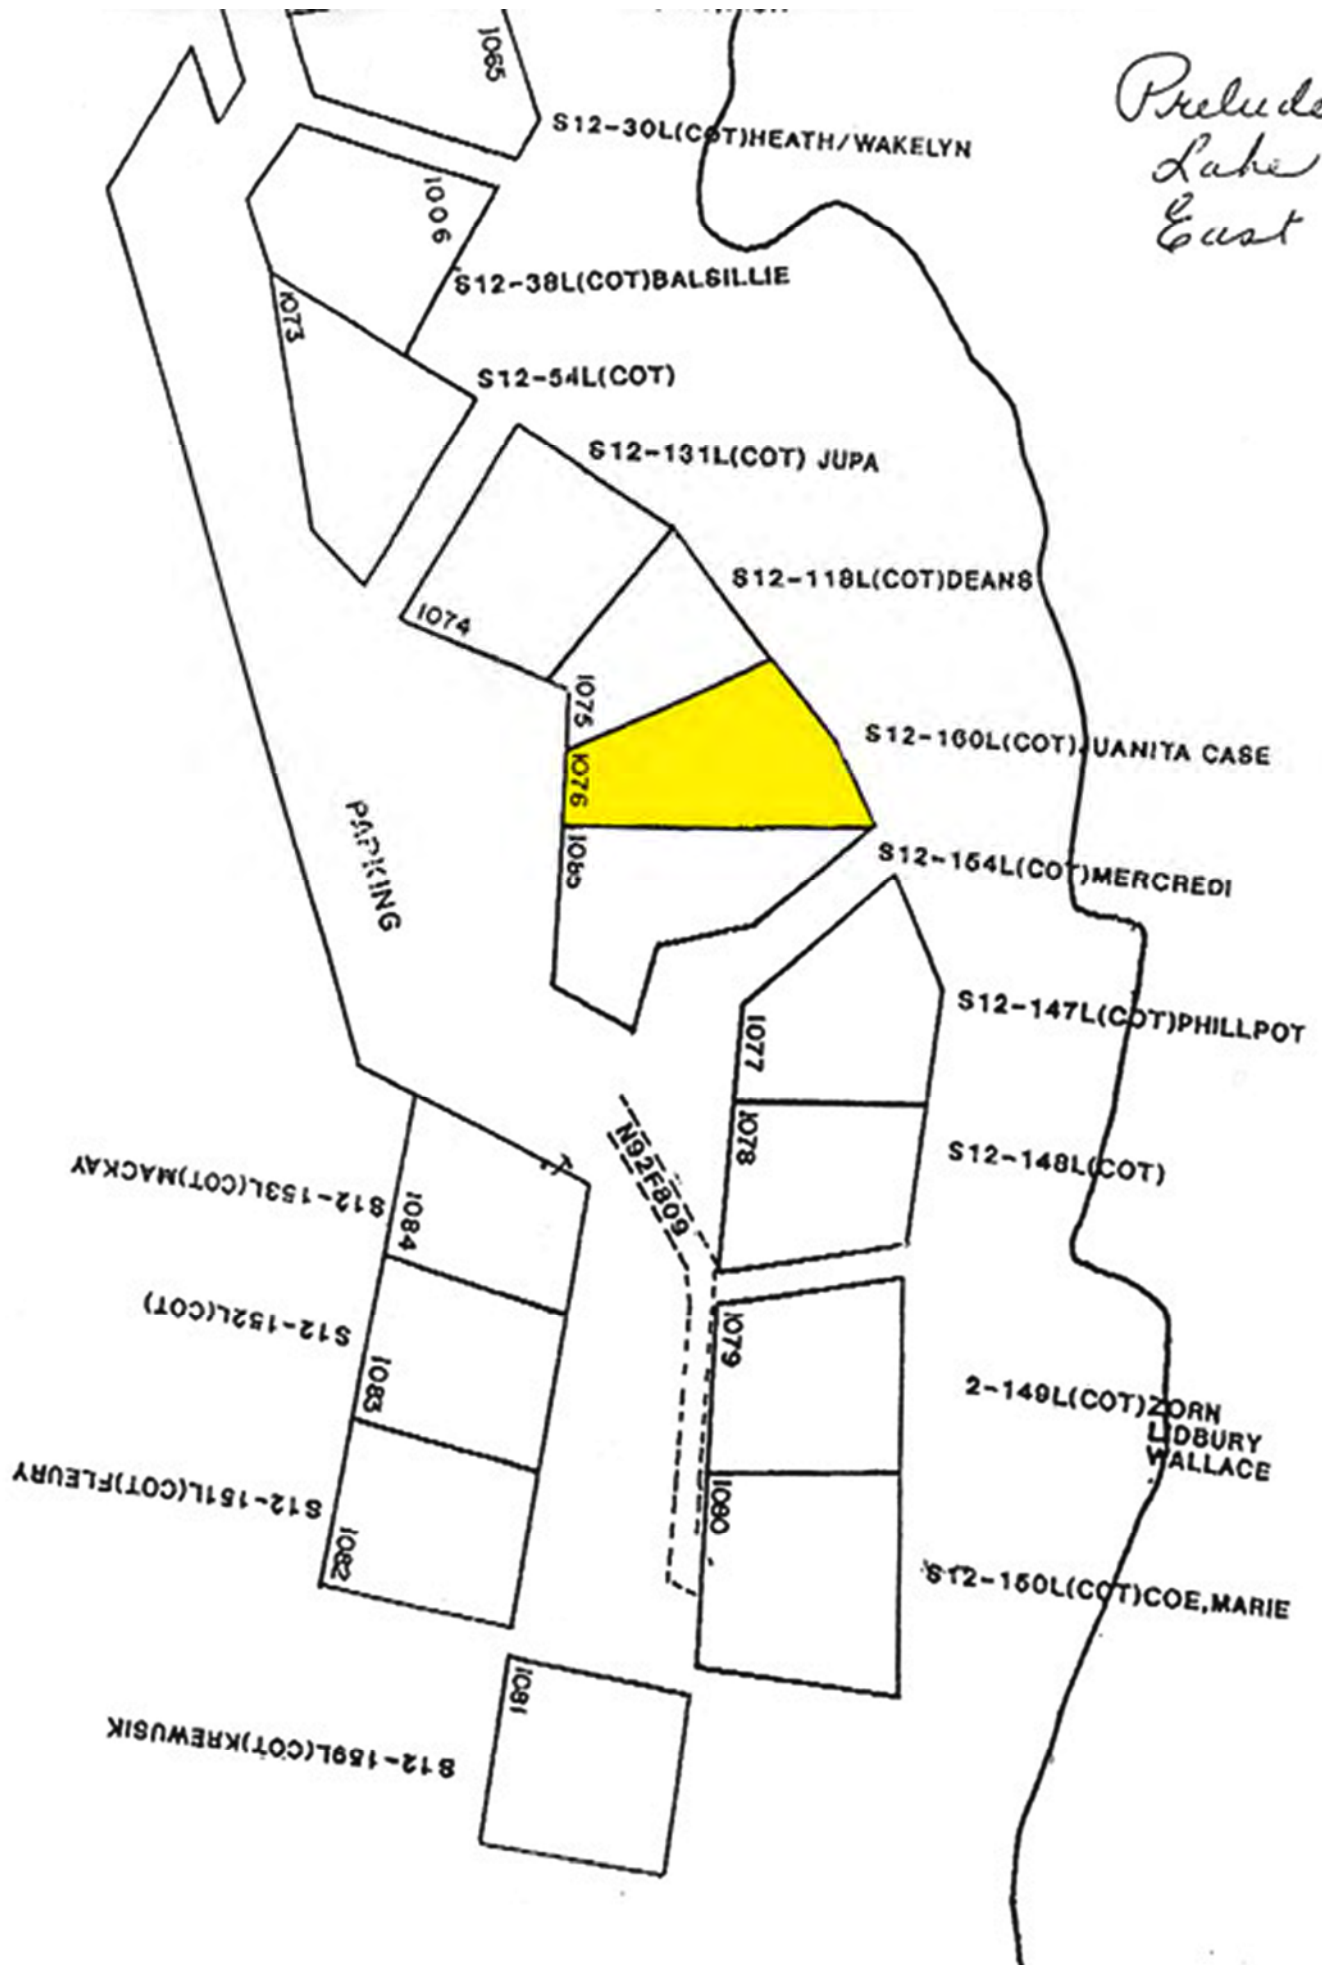 Prelude
Lake
East
1065
S12-30L(COT)HEATH/WAKELYN
1006
S12-38L(COT)BALSILLIE
1073
S12-54L(COT)
S12-131L(COT) JUPA
1074
S12-118L(COT)DEANS
1075
S12-160L(COT)JUANITA CASE
1076
PARKING
1085
S12-154L(COT)MERCREDI
S12-147L(COT)PHILLPOT
1077
1078
S12-148L(COT)
N92F809
S12-153L(COT)MACKAY
1084
S12-152L(COT)
1083
1079
2-149L(COT)ZORN
LIDBURY
WALLACE
S12-151L(COT)FLEURY
1082
1080
S12-150L(COT)COE,MARIE
1081
S12-159L(COT)KREWUSIK